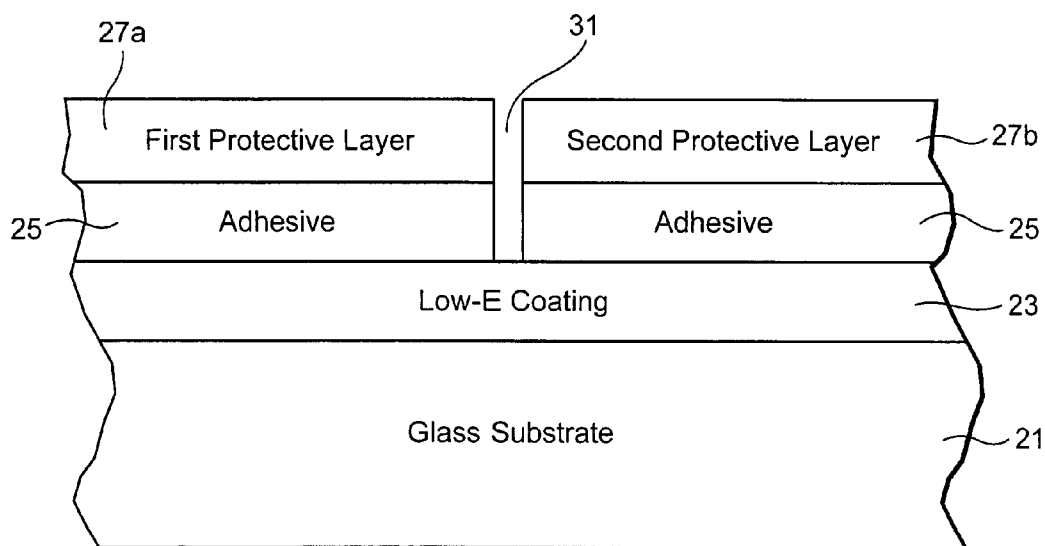 27a
31
First Protective Layer
Second Protective Layer
27b
25
Adhesive
Adhesive
25
Low-E Coating
23
Glass Substrate
21